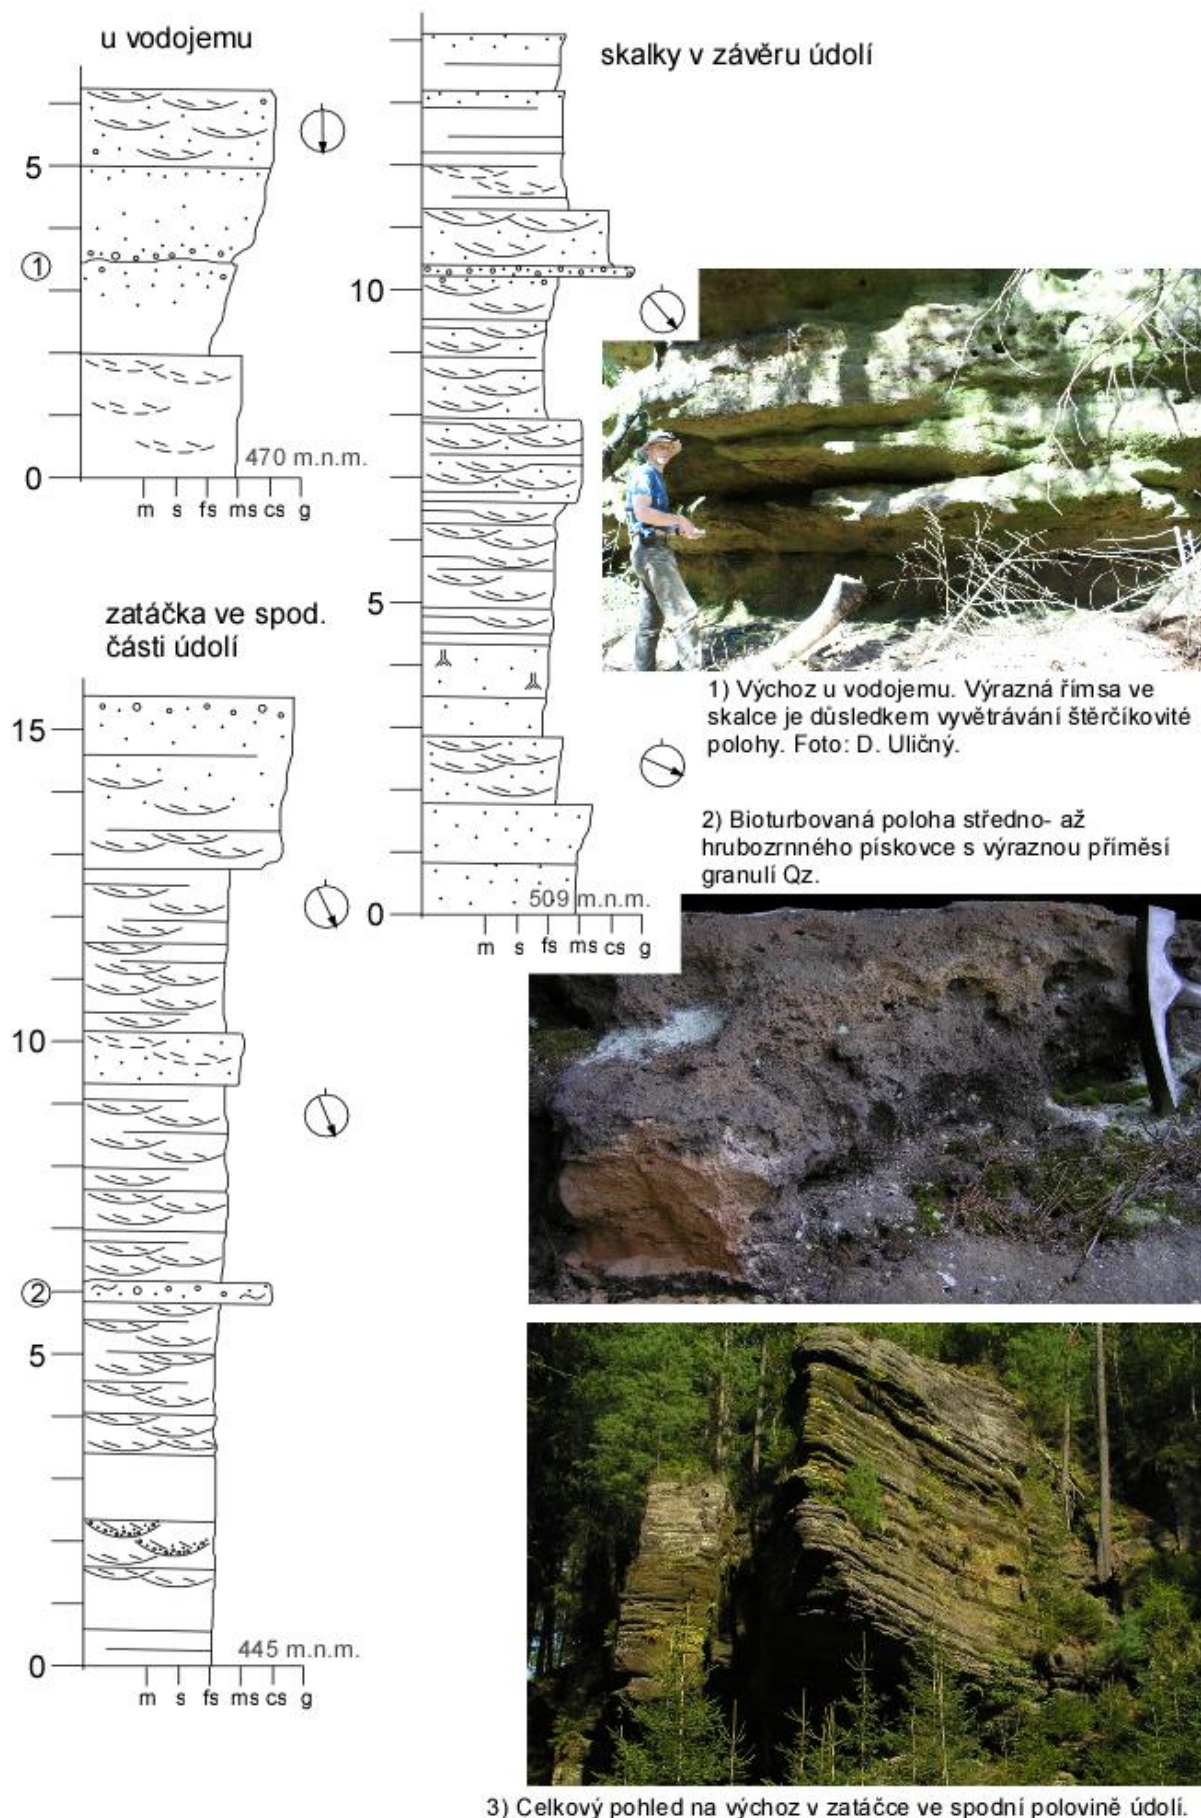 u vodojemu
5
1
0
470 m.n.m.
m s fs ms cs g
skalky v závěru údolí
10
5
0
509 m.n.m.
m s fs ms cs g
1) Výchoz u vodojemu. Výrazná římsa ve
skalce je důsledkem vyvětrávání štěrčíkovité
polohy. Foto: D. Uličný.
2) Bioturbovaná poloha středno- až
hrubozrnného pískovce s výraznou příměsí
granulí Qz.
zatáčka ve spod.
části údolí
15
10
2
5
0
445 m.n.m.
m s fs ms cs g
3) Celkový pohled na výchoz v zatáčce ve spodní polovině údolí.